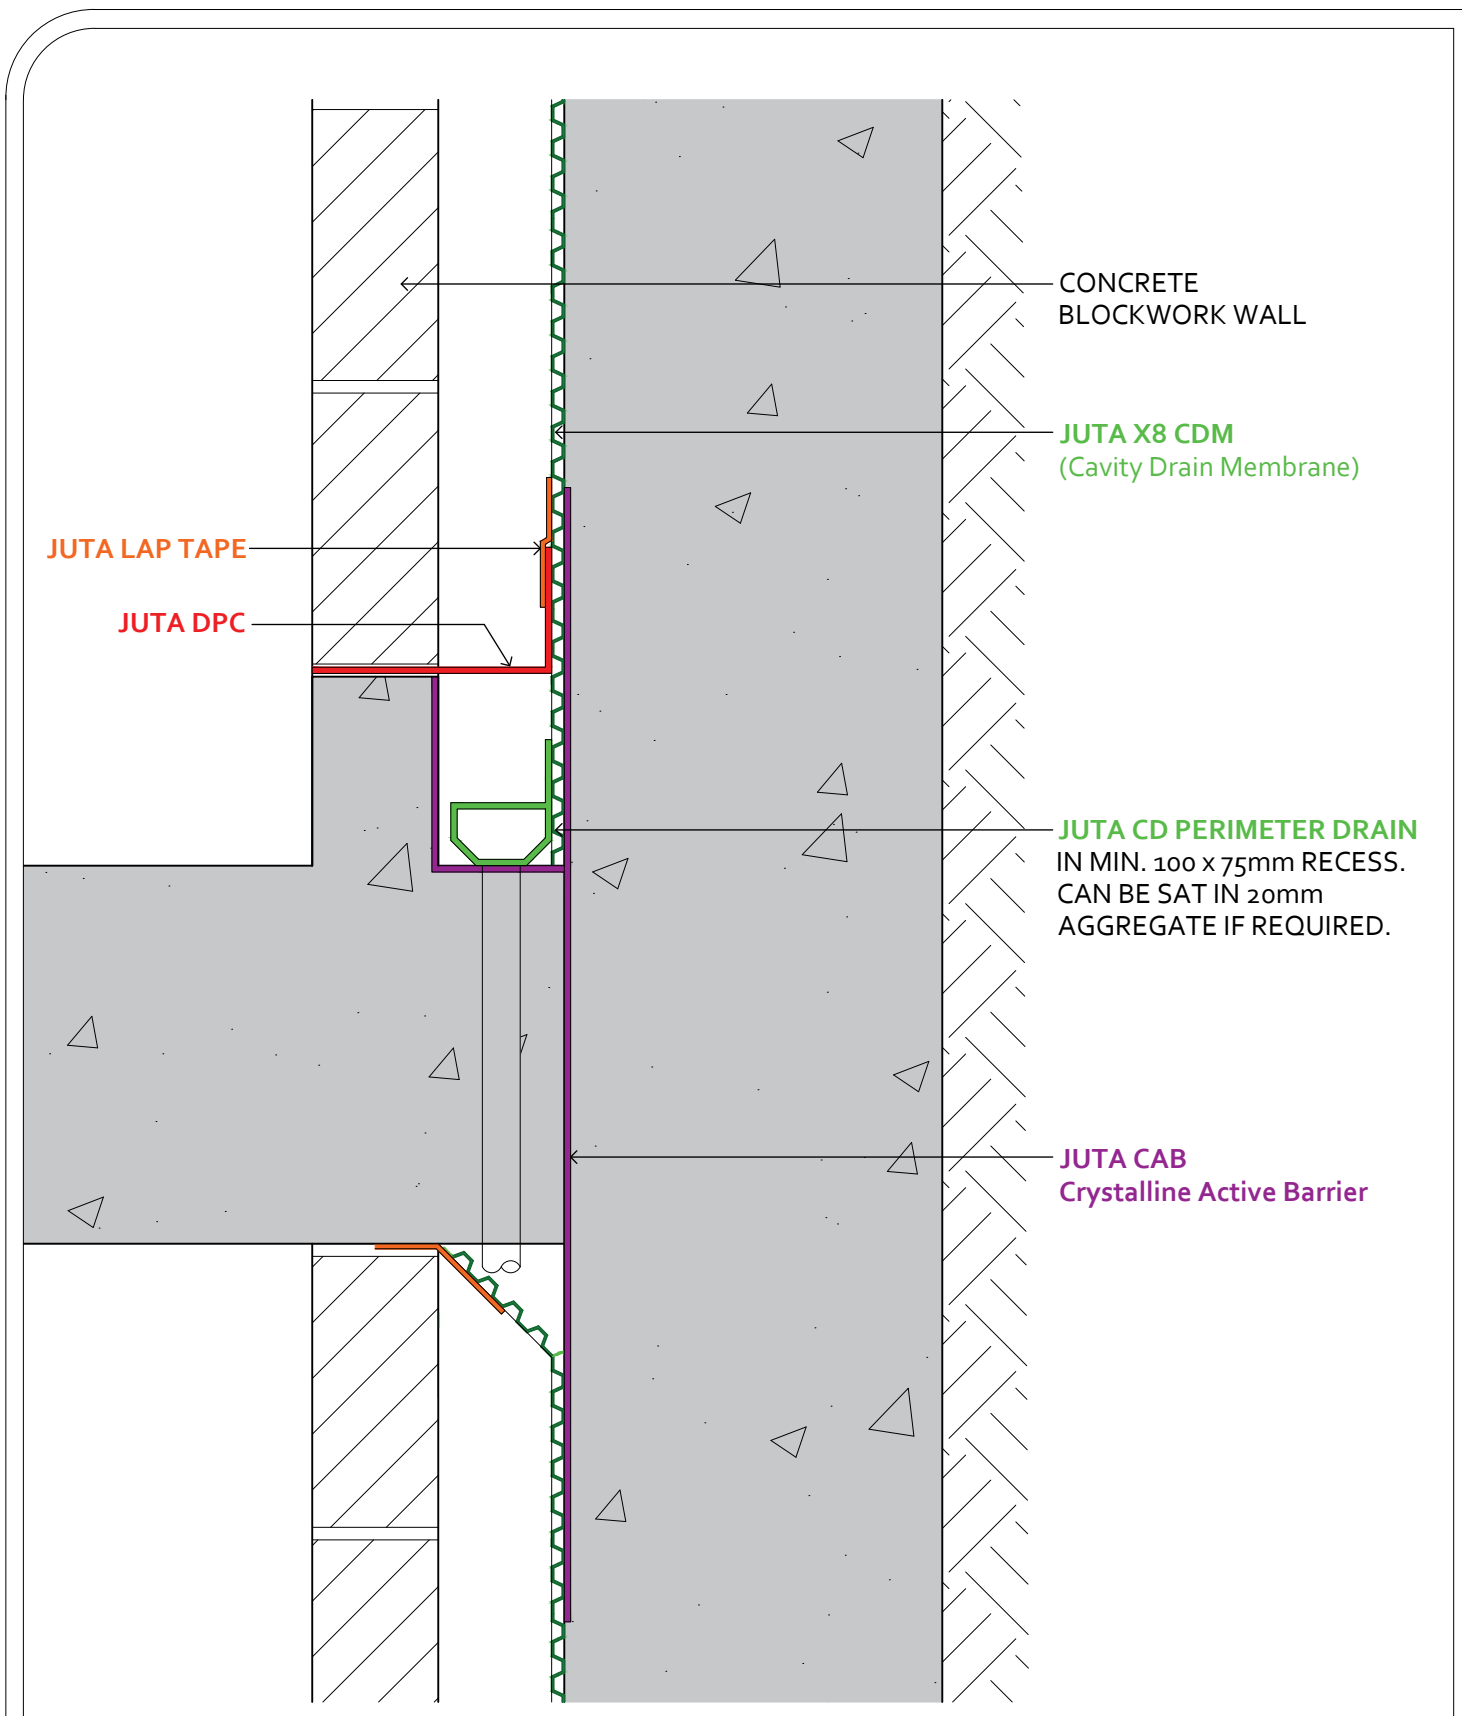 CONCRETE
BLOCKWORK WALL
JUTA X8 CDM
(Cavity Drain Membrane)
JUTA LAP TAPE
JUTA DPC
JUTA CD PERIMETER DRAIN
IN MIN. 100 x 75mm RECESS.
CAN BE SAT IN 20mm
AGGREGATE IF REQUIRED.
JUTA CAB
Crystalline Active Barrier